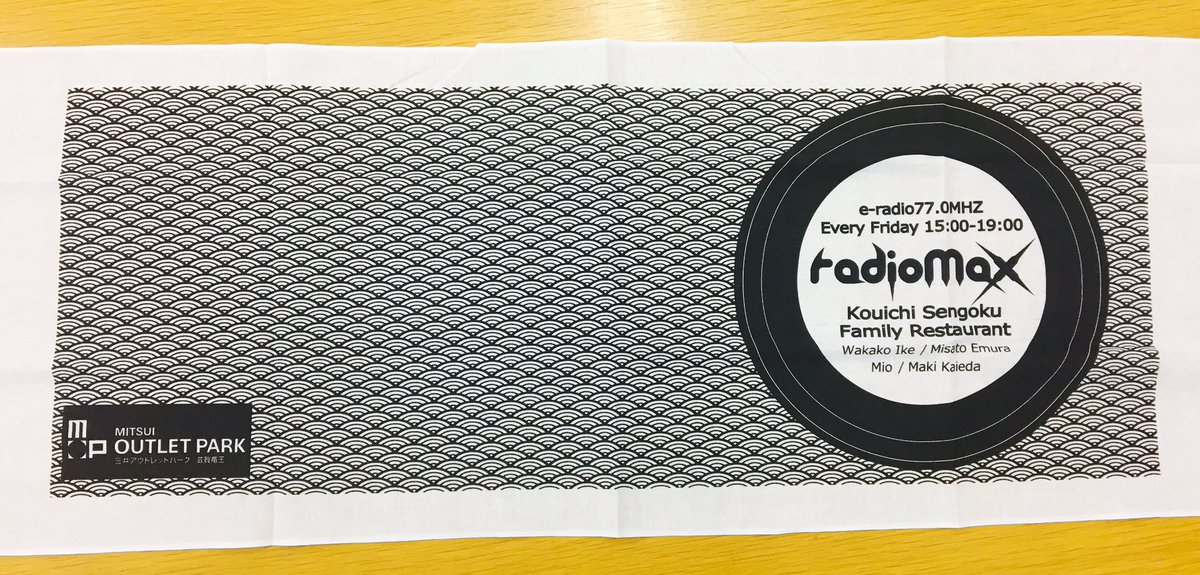 e-radio77.0MHZ
Every Friday 15:00-19:00
radioMaX
Kouichi Sengoku
Family Restaurant
Wakako Ike / Misato Emura
Mio / Maki Kaieda
mop
MITSUI
OUTLET PARK
三井アウトレットパーク 滋賀竜王